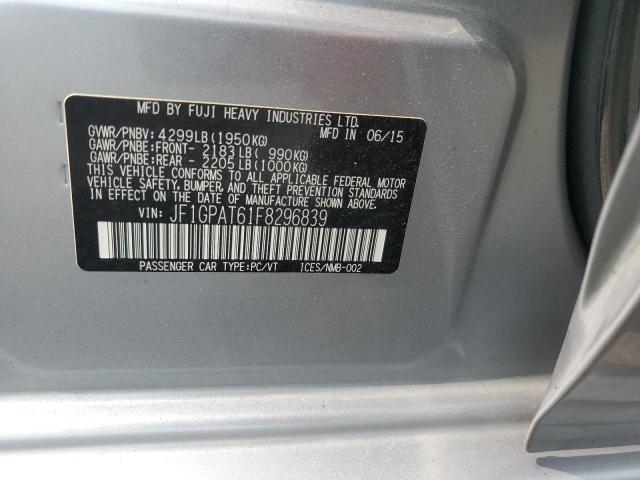 MFD BY FUJI HEAVY INDUSTRIES LTD.
GVWR/PNBV: 4299LB(1950KG) MFD IN 06/15
GAWR/PNBE:FRONT- 2183LB( 990KG)
GAWR/PNBE:REAR - 2205LB(1000KG)
THIS VEHICLE CONFORMS TO ALL APPLICABLE FEDERAL MOTOR
VEHICLE SAFETY, BUMPER, AND THEFT PREVENTION STANDARDS
IN EFFECT ON THE DATE OF MANUFACTURE SHOWN ABOVE.
VIN: JF1GPAT61F8296839
PASSENGER CAR TYPE:PC/VT 1CES/NMB-002